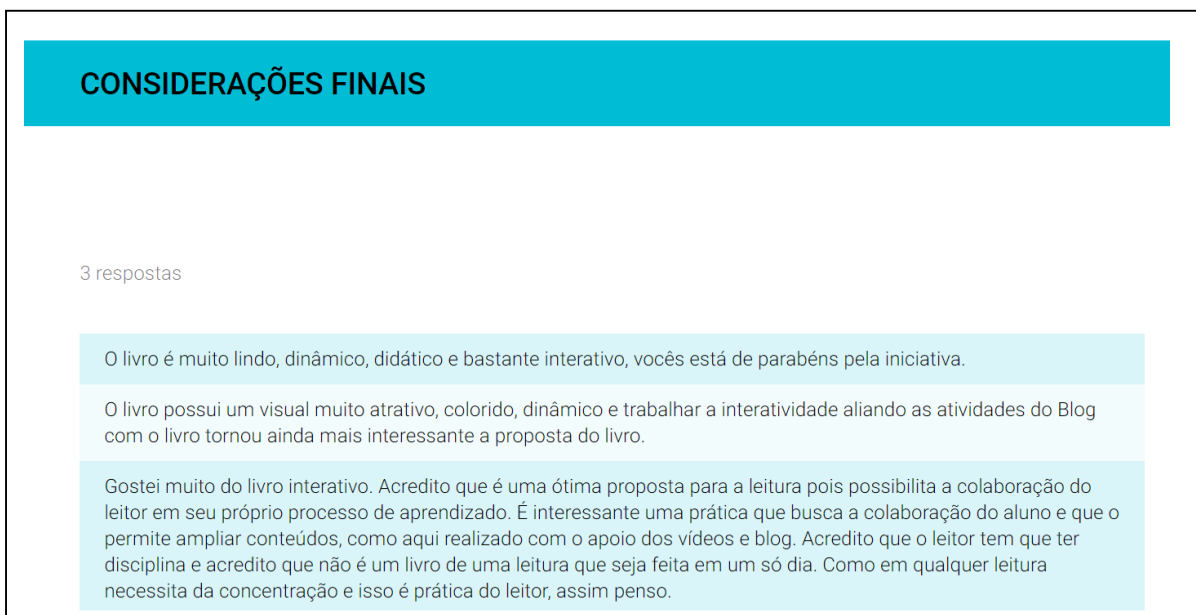 CONSIDERAÇÕES FINAIS
3 respostas
O livro é muito lindo, dinâmico, didático e bastante interativo, vocês está de parabéns pela iniciativa.
O livro possui um visual muito atrativo, colorido, dinâmico e trabalhar a interatividade aliando as atividades do Blog
com o livro tornou ainda mais interessante a proposta do livro.
Gostei muito do livro interativo. Acredito que é uma ótima proposta para a leitura pois possibilita a colaboração do
leitor em seu próprio processo de aprendizado. É interessante uma prática que busca a colaboração do aluno e que o
permite ampliar conteúdos, como aqui realizado com o apoio dos vídeos e blog. Acredito que o leitor tem que ter
disciplina e acredito que não é um livro de uma leitura que seja feita em um só dia. Como em qualquer leitura
necessita da concentração e isso é prática do leitor, assim penso.